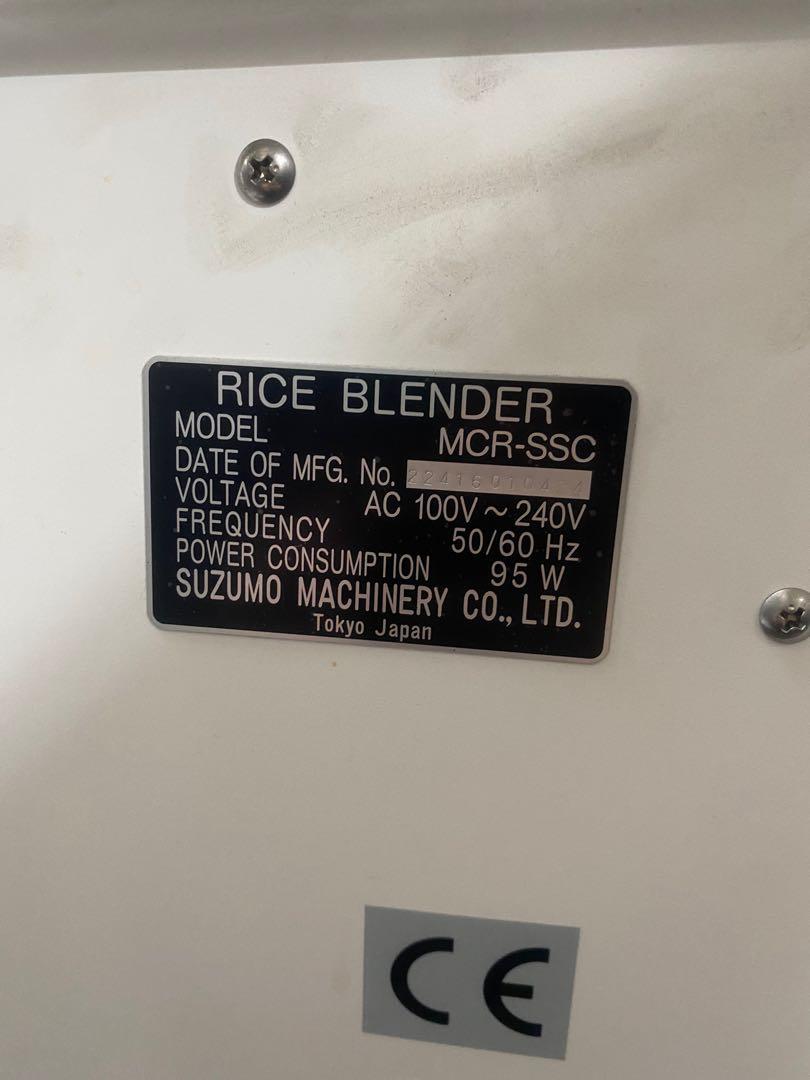 RICE BLENDER
MODEL MCR-SSC
DATE OF MFG. No.
VOLTAGE AC 100V~240V
FREQUENCY 50/60 Hz
POWER CONSUMPTION 95 W
SUZUMO MACHINERY CO., LTD.
Tokyo Japan
CE